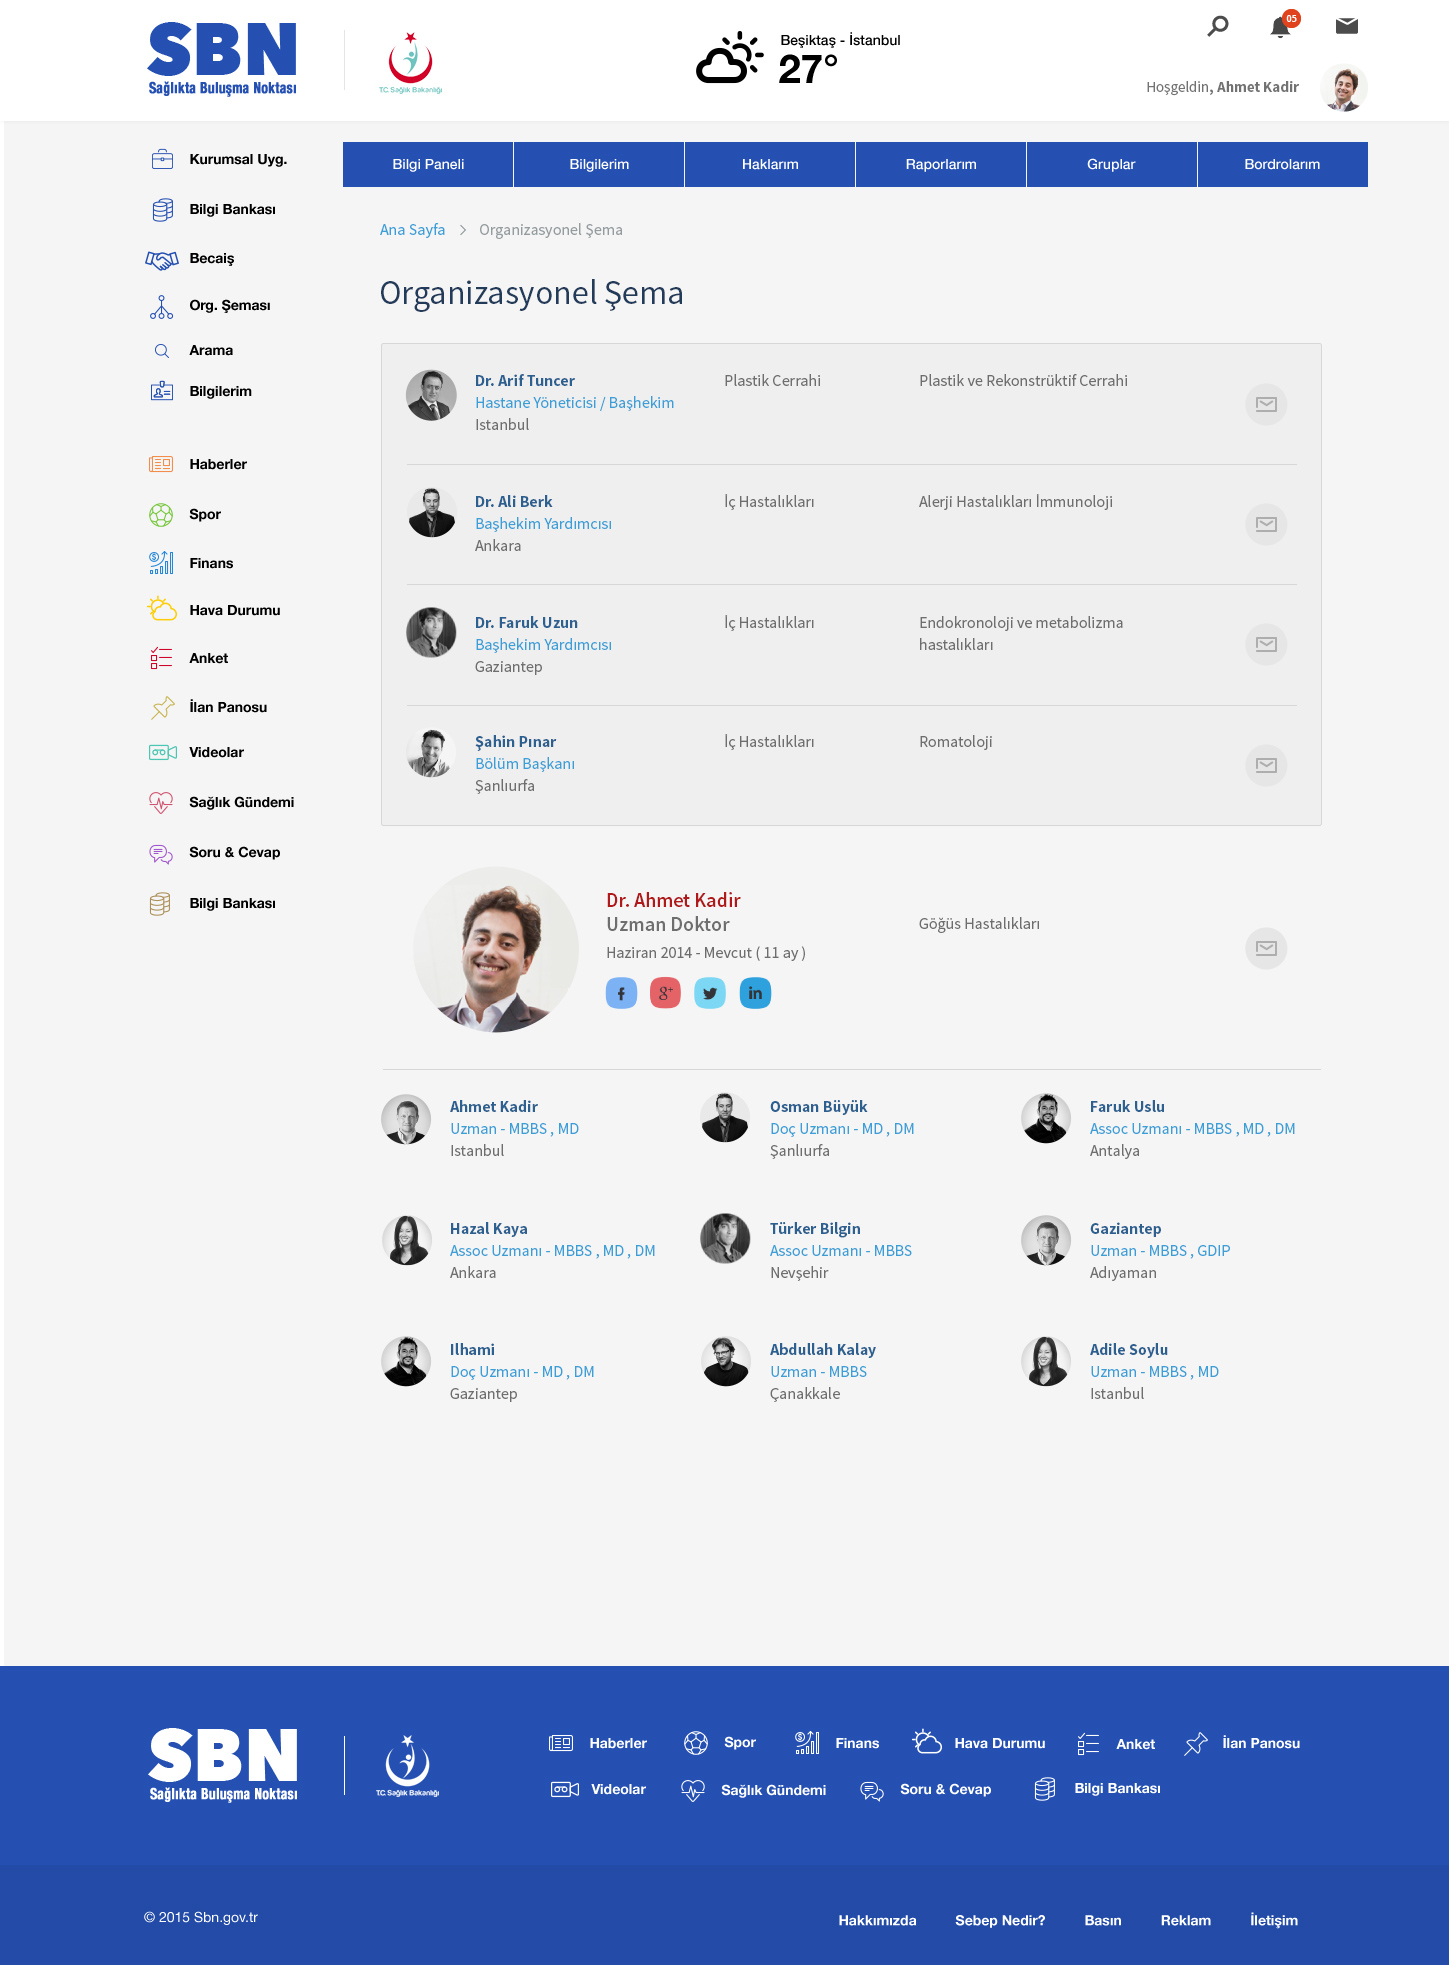 SBN
Sağlıkta Buluşma Noktası
T.C. Sağlık Bakanlığı
Beşiktaş - İstanbul
27°
05
Hoşgeldin, Ahmet Kadir
Kurumsal Uyg.
Bilgi Bankası
Becaiş
Org. Şeması
Arama
Bilgilerim
Haberler
Spor
Finans
Hava Durumu
Anket
İlan Panosu
Videolar
Sağlık Gündemi
Soru & Cevap
Bilgi Bankası
Bilgi Paneli
Bilgilerim
Haklarım
Raporlarım
Gruplar
Bordrolarım
Ana Sayfa > Organizasyonel Şema
Organizasyonel Şema
Dr. Arif Tuncer
Hastane Yöneticisi / Başhekim
Istanbul
Plastik Cerrahi
Plastik ve Rekonstrüktif Cerrahi
Dr. Ali Berk
Başhekim Yardımcısı
Ankara
İç Hastalıkları
Alerji Hastalıkları İmmunoloji
Dr. Faruk Uzun
Başhekim Yardımcısı
Gaziantep
İç Hastalıkları
Endokronoloji ve metabolizma
hastalıkları
Şahin Pınar
Bölüm Başkanı
Şanlıurfa
İç Hastalıkları
Romatoloji
Dr. Ahmet Kadir
Uzman Doktor
Haziran 2014 - Mevcut ( 11 ay )
f
g+
in
Göğüs Hastalıkları
Ahmet Kadir
Uzman - MBBS , MD
Istanbul
Osman Büyük
Doç Uzmanı - MD , DM
Şanlıurfa
Faruk Uslu
Assoc Uzmanı - MBBS , MD , DM
Antalya
Hazal Kaya
Assoc Uzmanı - MBBS , MD , DM
Ankara
Türker Bilgin
Assoc Uzmanı - MBBS
Nevşehir
Gaziantep
Uzman - MBBS , GDIP
Adıyaman
Ilhami
Doç Uzmanı - MD , DM
Gaziantep
Abdullah Kalay
Uzman - MBBS
Çanakkale
Adile Soylu
Uzman - MBBS , MD
Istanbul
SBN
Sağlıkta Buluşma Noktası
T.C. Sağlık Bakanlığı
Haberler
Spor
Finans
Hava Durumu
Anket
İlan Panosu
Videolar
Sağlık Gündemi
Soru & Cevap
Bilgi Bankası
© 2015 Sbn.gov.tr
Hakkımızda
Sebep Nedir?
Basın
Reklam
İletişim